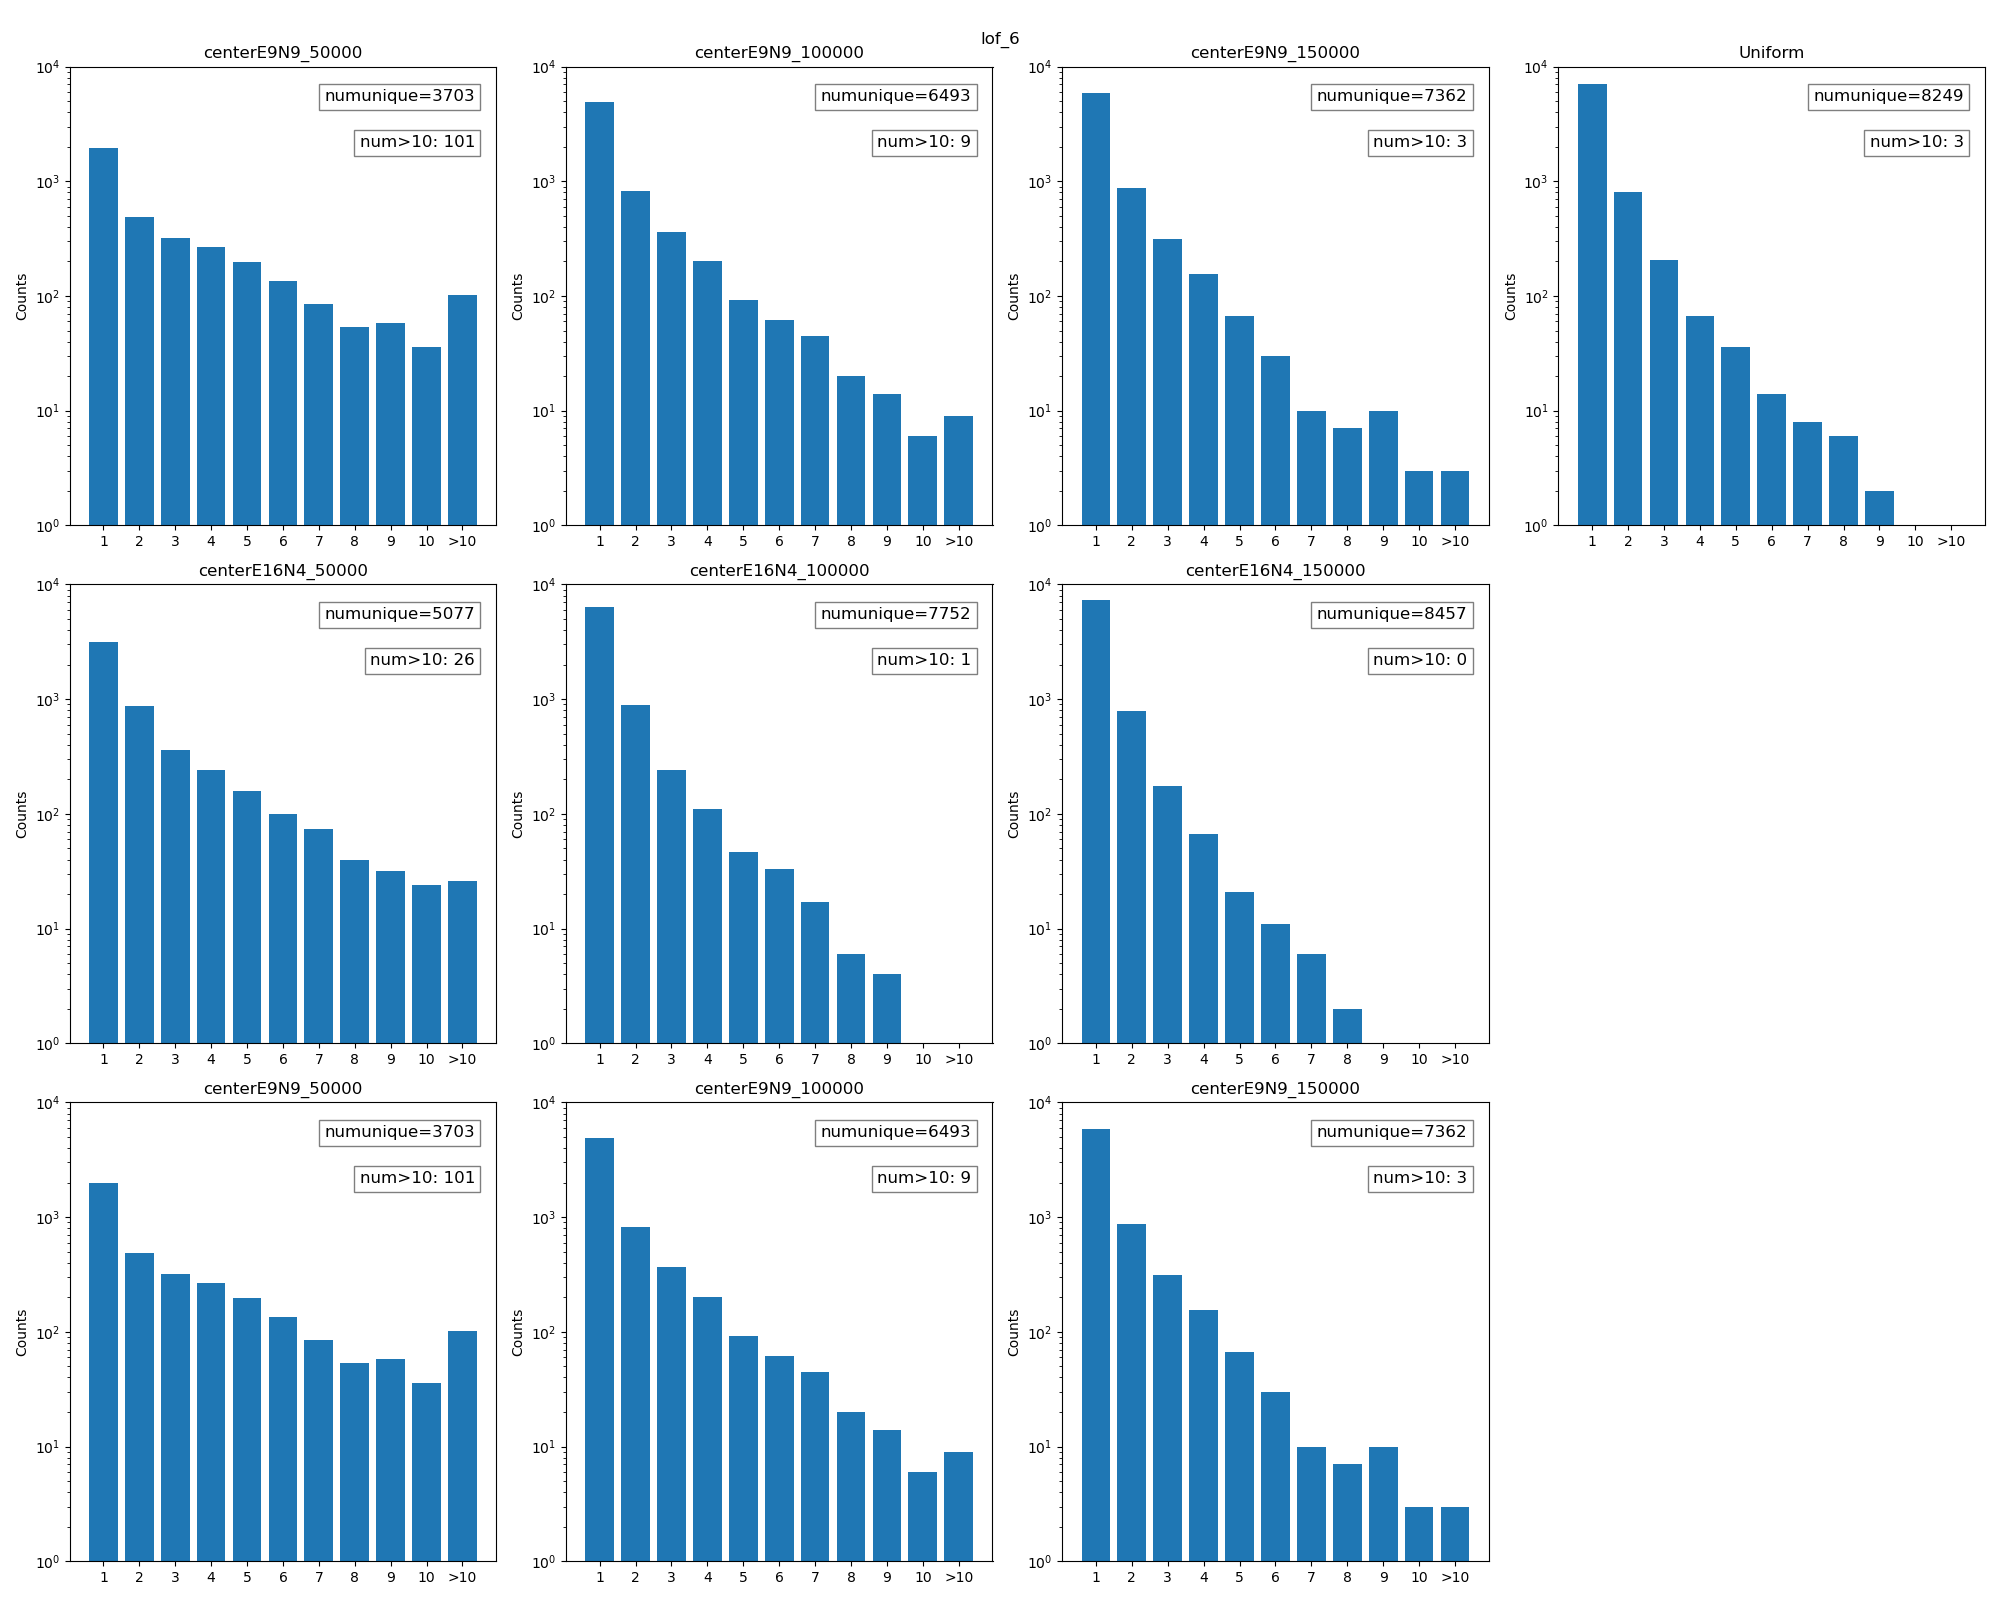 lof_6
centerE9N9_50000
numunique=3703
num>10: 101
Counts
10^4
10^3
10^2
10^1
10^0
1 2 3 4 5 6 7 8 9 10 >10
centerE9N9_100000
numunique=6493
num>10: 9
Counts
10^4
10^3
10^2
10^1
10^0
1 2 3 4 5 6 7 8 9 10 >10
centerE9N9_150000
numunique=7362
num>10: 3
Counts
10^4
10^3
10^2
10^1
10^0
1 2 3 4 5 6 7 8 9 10 >10
Uniform
numunique=8249
num>10: 3
Counts
10^4
10^3
10^2
10^1
10^0
1 2 3 4 5 6 7 8 9 10 >10
centerE16N4_50000
numunique=5077
num>10: 26
Counts
10^4
10^3
10^2
10^1
10^0
1 2 3 4 5 6 7 8 9 10 >10
centerE16N4_100000
numunique=7752
num>10: 1
Counts
10^4
10^3
10^2
10^1
10^0
1 2 3 4 5 6 7 8 9 10 >10
centerE16N4_150000
numunique=8457
num>10: 0
Counts
10^4
10^3
10^2
10^1
10^0
1 2 3 4 5 6 7 8 9 10 >10
centerE9N9_50000
numunique=3703
num>10: 101
Counts
10^4
10^3
10^2
10^1
10^0
1 2 3 4 5 6 7 8 9 10 >10
centerE9N9_100000
numunique=6493
num>10: 9
Counts
10^4
10^3
10^2
10^1
10^0
1 2 3 4 5 6 7 8 9 10 >10
centerE9N9_150000
numunique=7362
num>10: 3
Counts
10^4
10^3
10^2
10^1
10^0
1 2 3 4 5 6 7 8 9 10 >10